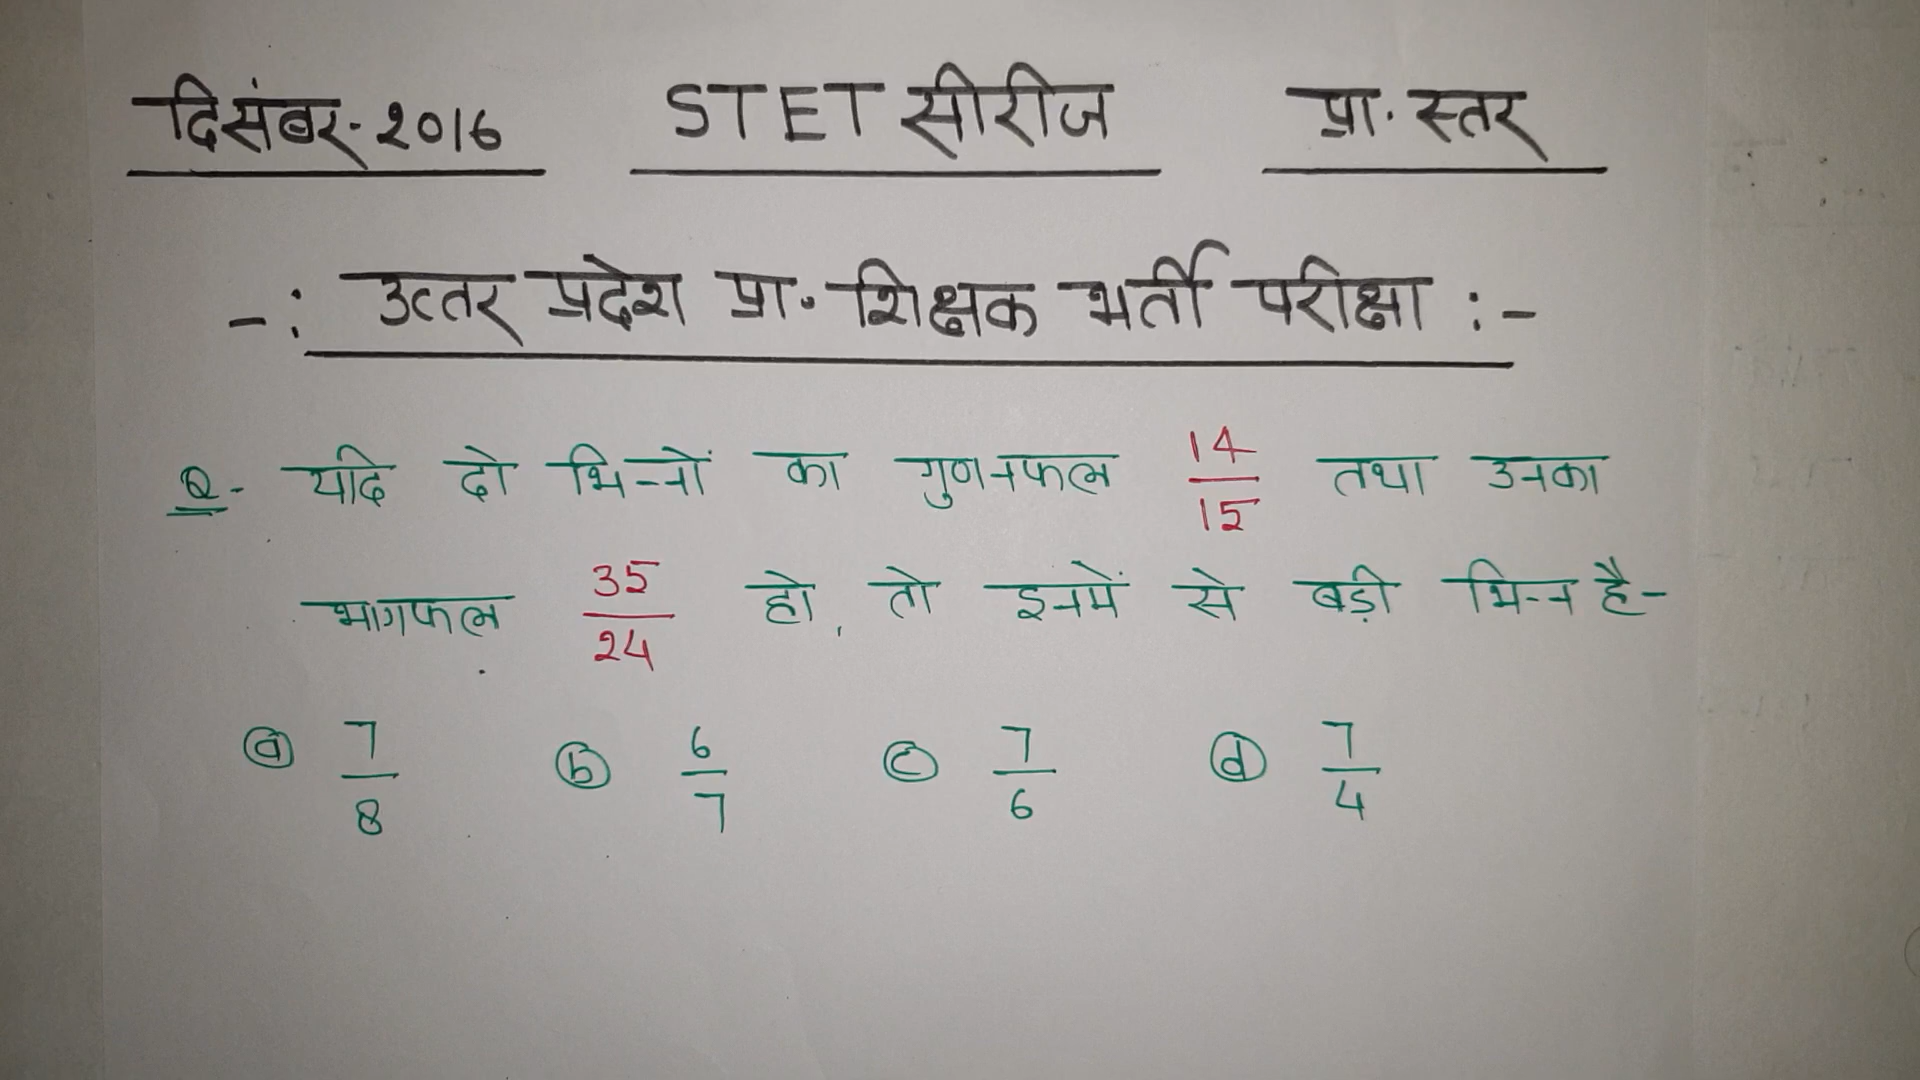 दिसंबर-2016 STET सीरीज प्रा. स्तर
-: उत्तर प्रदेश प्रा. शिक्षक भर्ती परीक्षा :-
Q- यदि दो भिन्नों का गुणनफल 14/15 तथा उनका
भागफल 35/24 हो, तो इनमें से बड़ी भिन्न है-
(a) 7/8 (b) 6/7 (c) 7/6 (d) 7/4